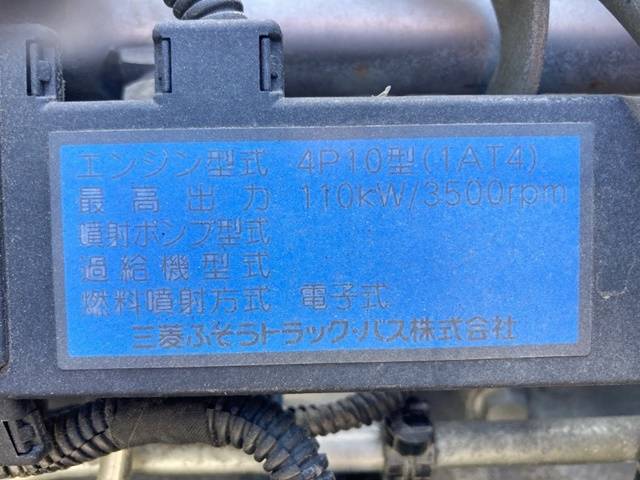 エンジン型式 4P10型(1AT4)
最高出力 110kW/3500rpm
噴射ポンプ型式
過給機型式
燃料噴射方式 電子式
三菱ふそうトラック・バス株式会社